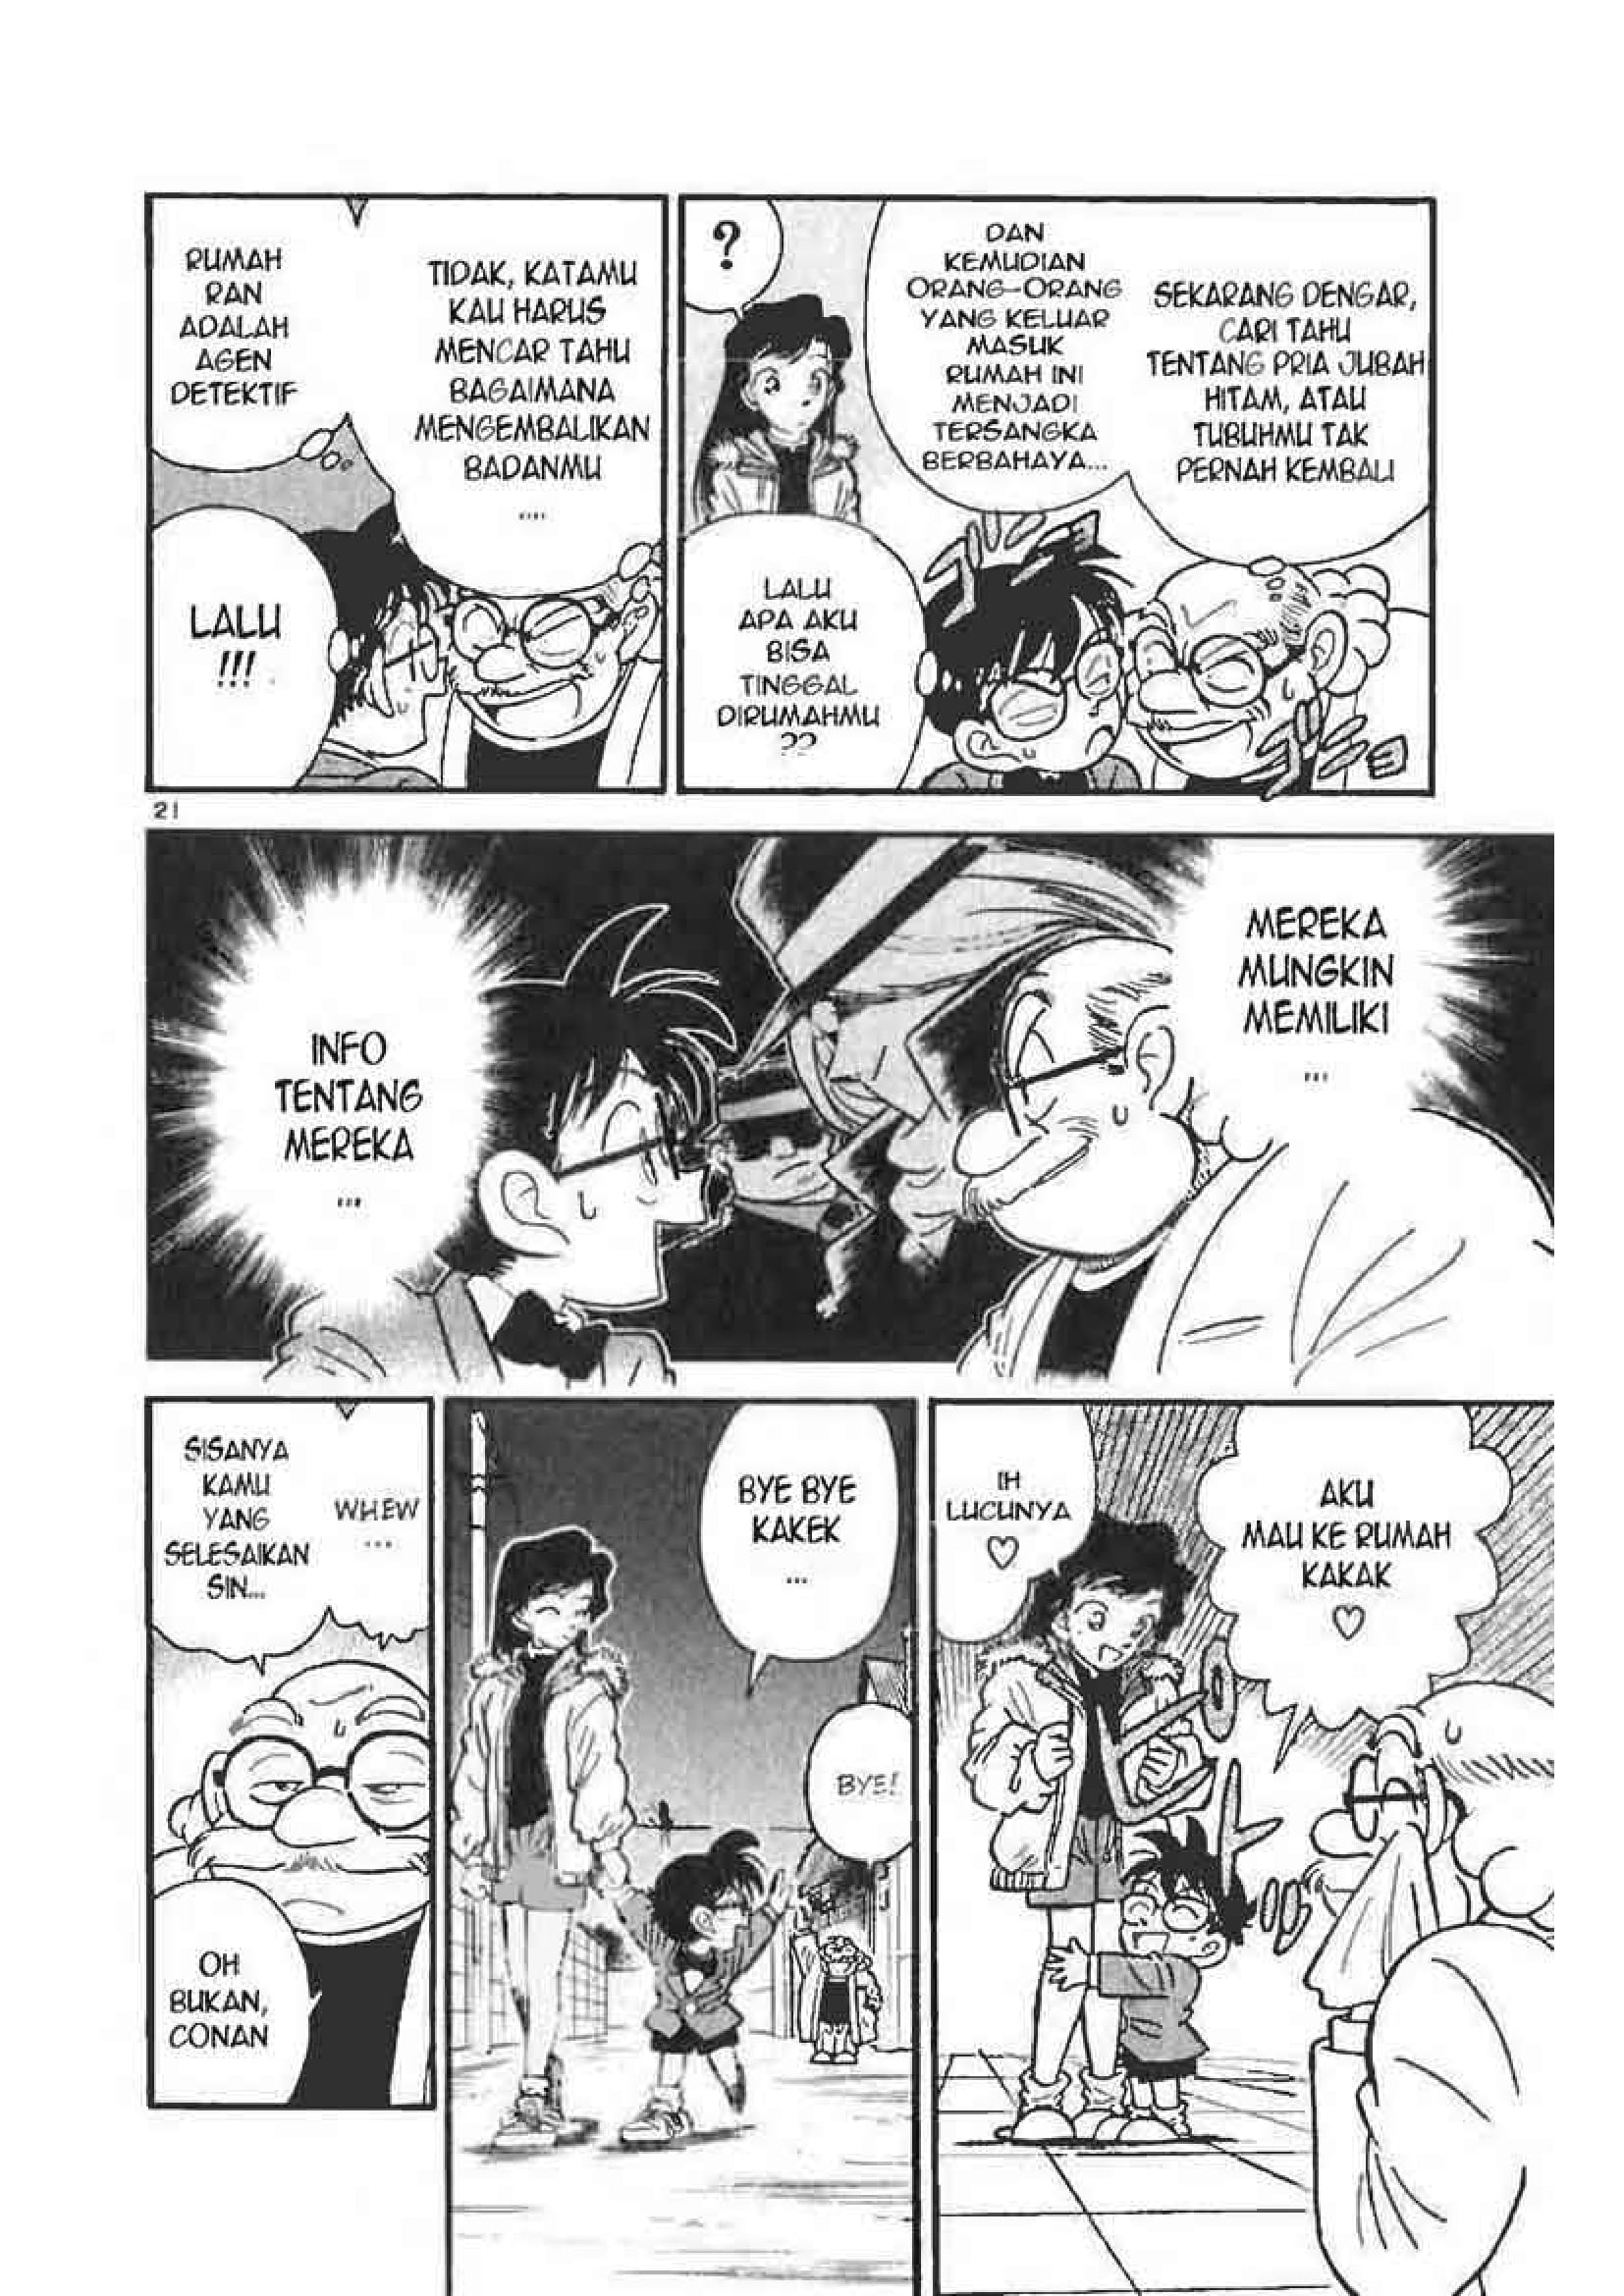 SEKARANG DENGAR,
CARI TAHU
TENTANG PRIA JUBAH
HITAM, ATAU
TUBUHMU TAK
PERNAH KEMBALI
DAN
KEMUDIAN
ORANG-ORANG
YANG KELUAR
MASUK
RUMAH INI
MENJADI
TERSANGKA
BERBAHAYA...
?
LALU
APA AKU
BISA
TINGGAL
DIRUMAHMU
??
TIDAK, KATAMU
KAU HARUS
MENCAR TAHU
BAGAIMANA
MENGEMBALIKAN
BADANMU
....
RUMAH
RAN
ADALAH
AGEN
DETEKTIF
LALU
!!!
21
MEREKA
MUNGKIN
MEMILIKI
...
INFO
TENTANG
MEREKA
...
AKU
MAU KE RUMAH
KAKAK
♡
IH
LUCUNYA
♡
BYE BYE
KAKEK
...
BYE!
WHEW
...
SISANYA
KAMU
YANG
SELESAIKAN
SIN...
OH
BUKAN,
CONAN